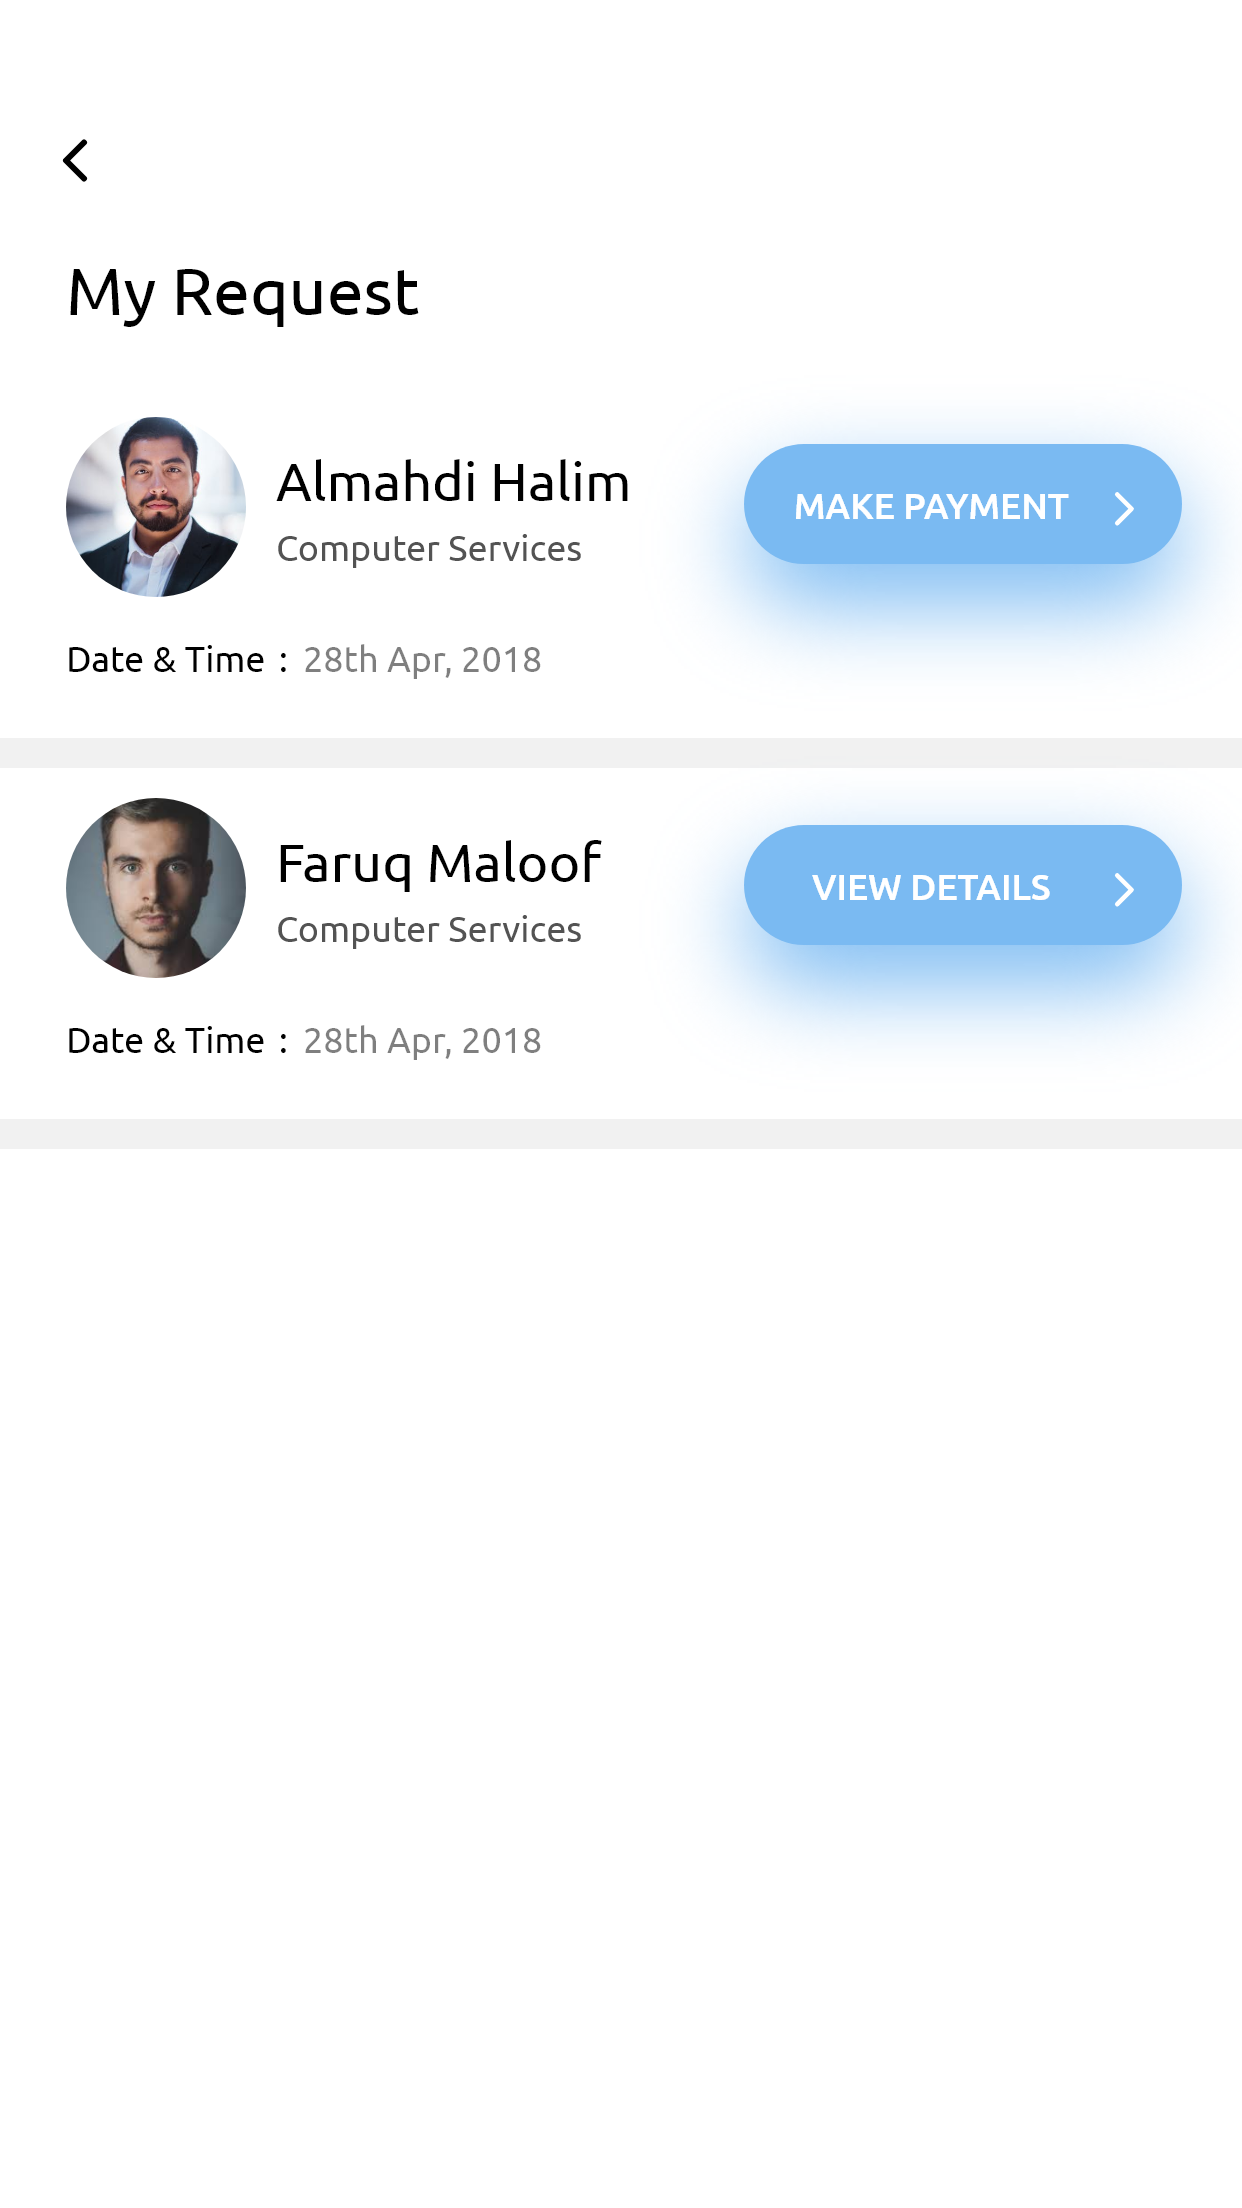 My Request
Almahdi Halim
Computer Services
MAKE PAYMENT
Date & Time : 28th Apr, 2018
Faruq Maloof
Computer Services
VIEW DETAILS
Date & Time : 28th Apr, 2018